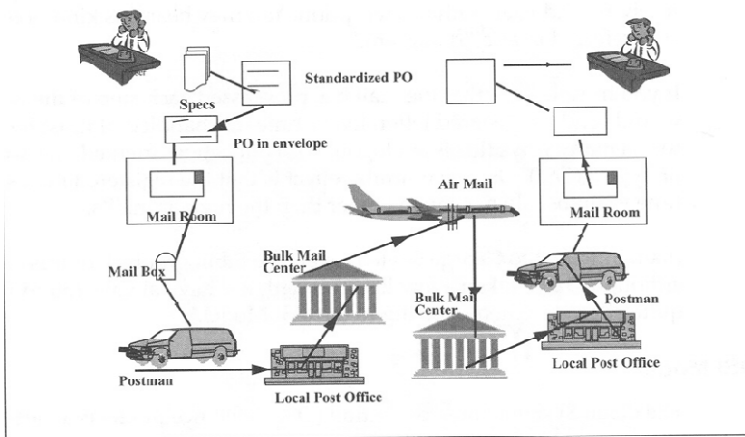 Standardized PO
Specs
PO in envelope
Mail Room
Mail Box
Postman
Local Post Office
Bulk Mail
Center
Air Mail
Bulk Mail
Center
Local Post Office
Postman
Mail Room